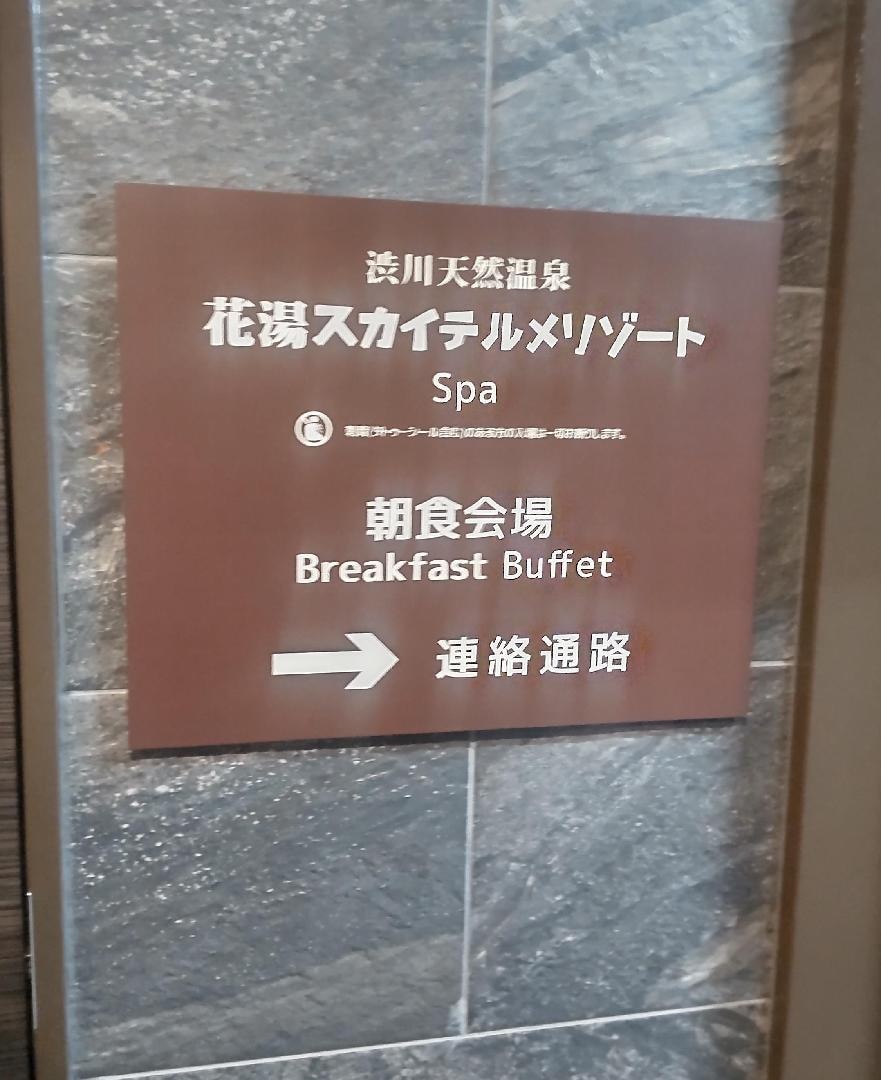 渋川天然温泉
花湯スカイテルメリゾート
Spa
朝食会場
Breakfast Buffet
連絡通路